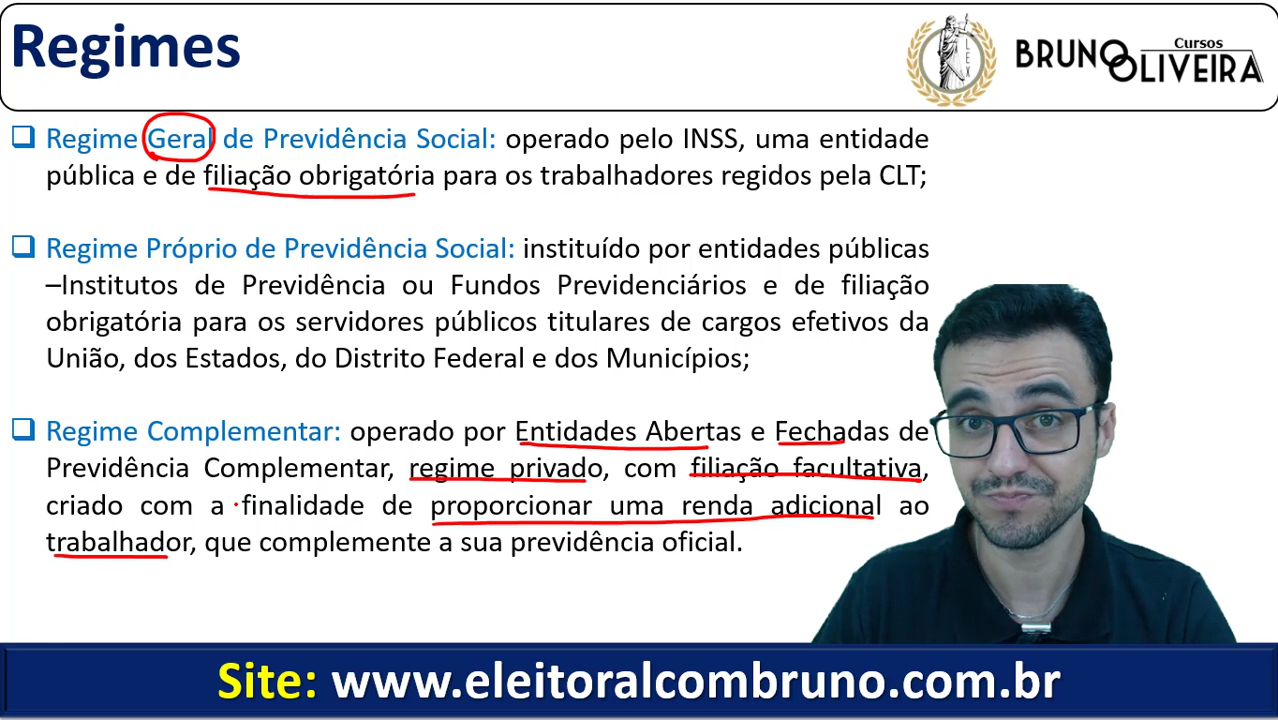 Regimes
LEX
Cursos
BRUNO
OLIVEIRA
❑ Regime Geral de Previdência Social: operado pelo INSS, uma entidade
pública e de filiação obrigatória para os trabalhadores regidos pela CLT;
❑ Regime Próprio de Previdência Social: instituído por entidades públicas
–Institutos de Previdência ou Fundos Previdenciários e de filiação
obrigatória para os servidores públicos titulares de cargos efetivos da
União, dos Estados, do Distrito Federal e dos Municípios;
❑ Regime Complementar: operado por Entidades Abertas e Fechadas de
Previdência Complementar, regime privado, com filiação facultativa,
criado com a finalidade de proporcionar uma renda adicional ao
trabalhador, que complemente a sua previdência oficial.
Site: www.eleitoralcombruno.com.br